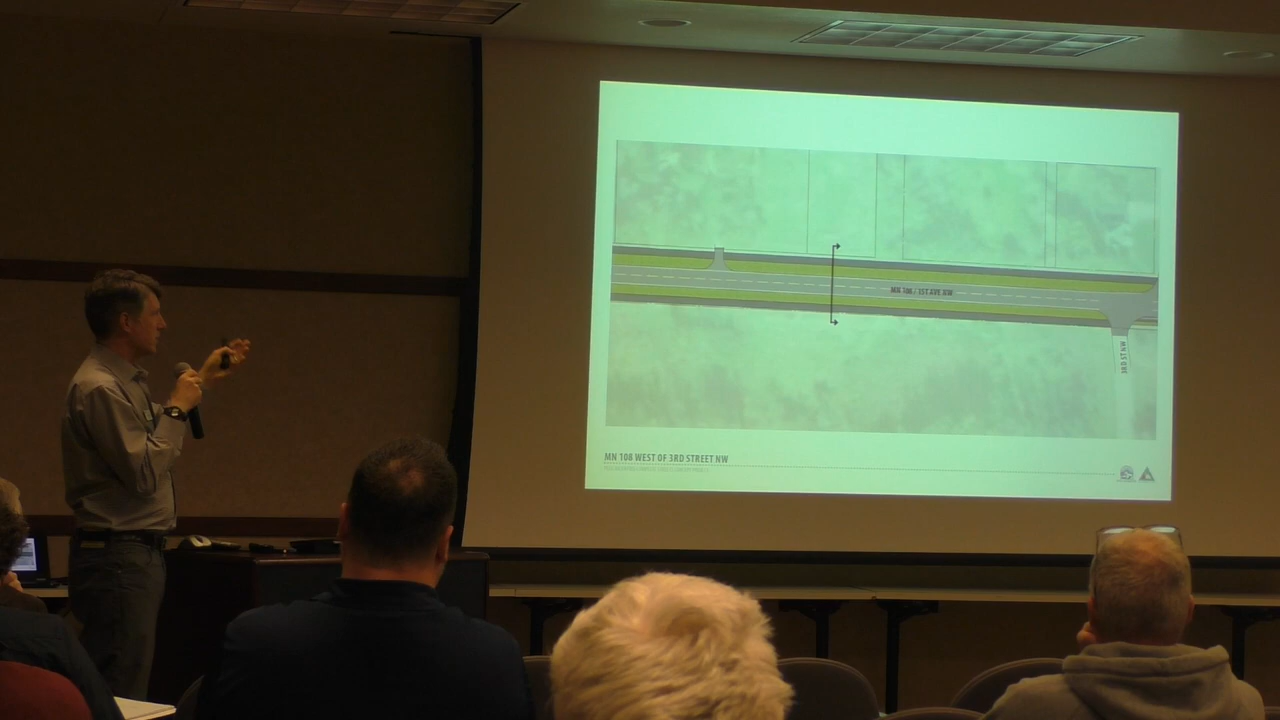 MN 108 / 1ST AVE NW
3RD ST NW
MN 108 WEST OF 3RD STREET NW